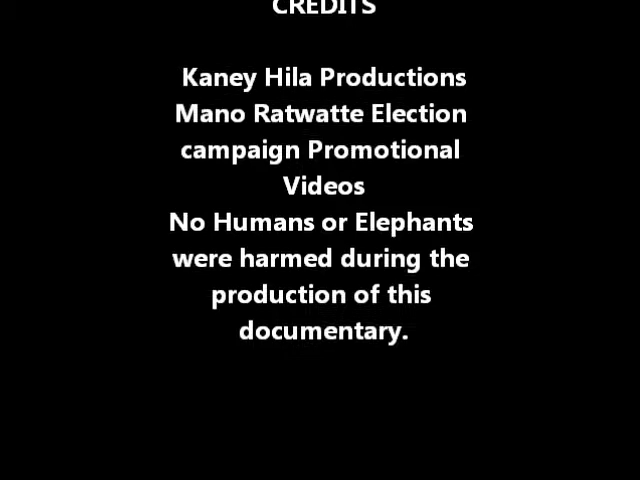 CREDITS
Kaney Hila Productions
Mano Ratwatte Election
campaign Promotional
Videos
No Humans or Elephants
were harmed during the
production of this
documentary.